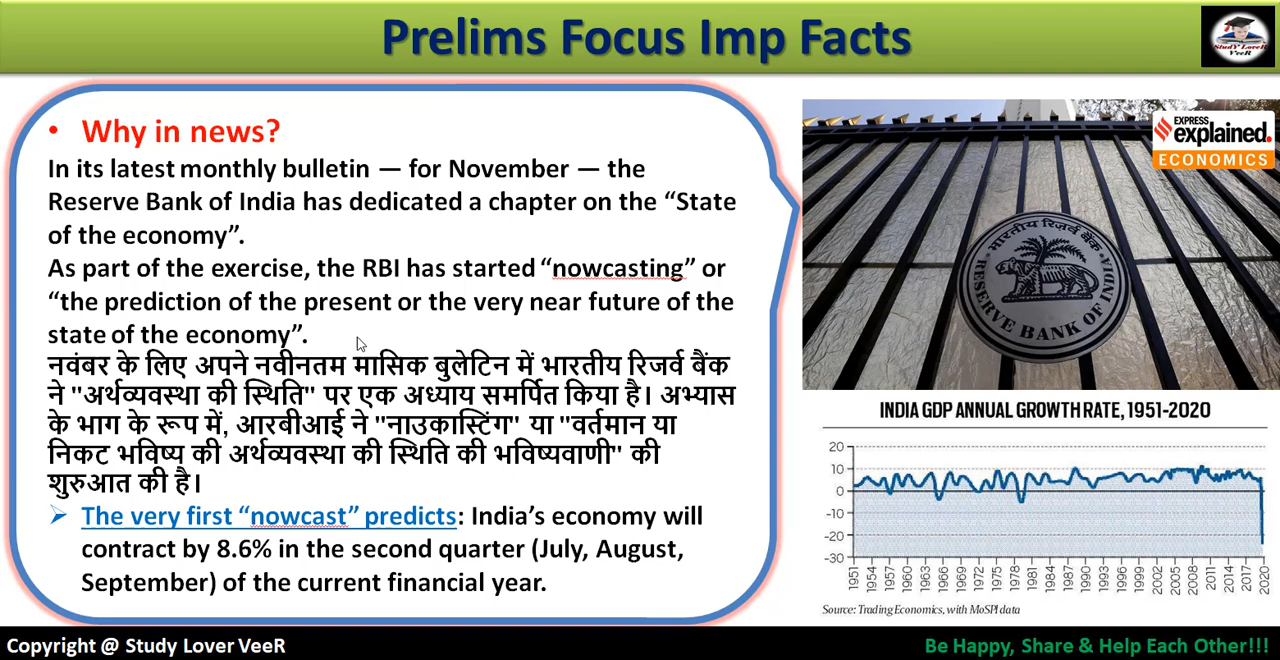 Prelims Focus Imp Facts
StudY LoveR
VeeR
• Why in news?
In its latest monthly bulletin — for November — the
Reserve Bank of India has dedicated a chapter on the “State
of the economy”.
As part of the exercise, the RBI has started “nowcasting” or
“the prediction of the present or the very near future of the
state of the economy”.
नवंबर के लिए अपने नवीनतम मासिक बुलेटिन में भारतीय रिजर्व बैंक
ने "अर्थव्यवस्था की स्थिति" पर एक अध्याय समर्पित किया है। अभ्यास
के भाग के रूप में, आरबीआई ने "नाउकास्टिंग" या "वर्तमान या
निकट भविष्य की अर्थव्यवस्था की स्थिति की भविष्यवाणी" की
शुरुआत की है।
➢ The very first “nowcast” predicts: India’s economy will
contract by 8.6% in the second quarter (July, August,
September) of the current financial year.
EXPRESS
explained.
ECONOMICS
भारतीय रिज़र्व बैंक
RESERVE BANK OF INDIA
INDIA GDP ANNUAL GROWTH RATE, 1951-2020
20
10
0
-10
-20
-30
1951 1954 1957 1960 1963 1966 1969 1972 1975 1978 1981 1984 1987 1990 1993 1996 1999 2002 2005 2008 2011 2014 2017 2020
Source: Trading Economics, with MoSPI data
Copyright @ Study Lover VeeR
Be Happy, Share & Help Each Other!!!